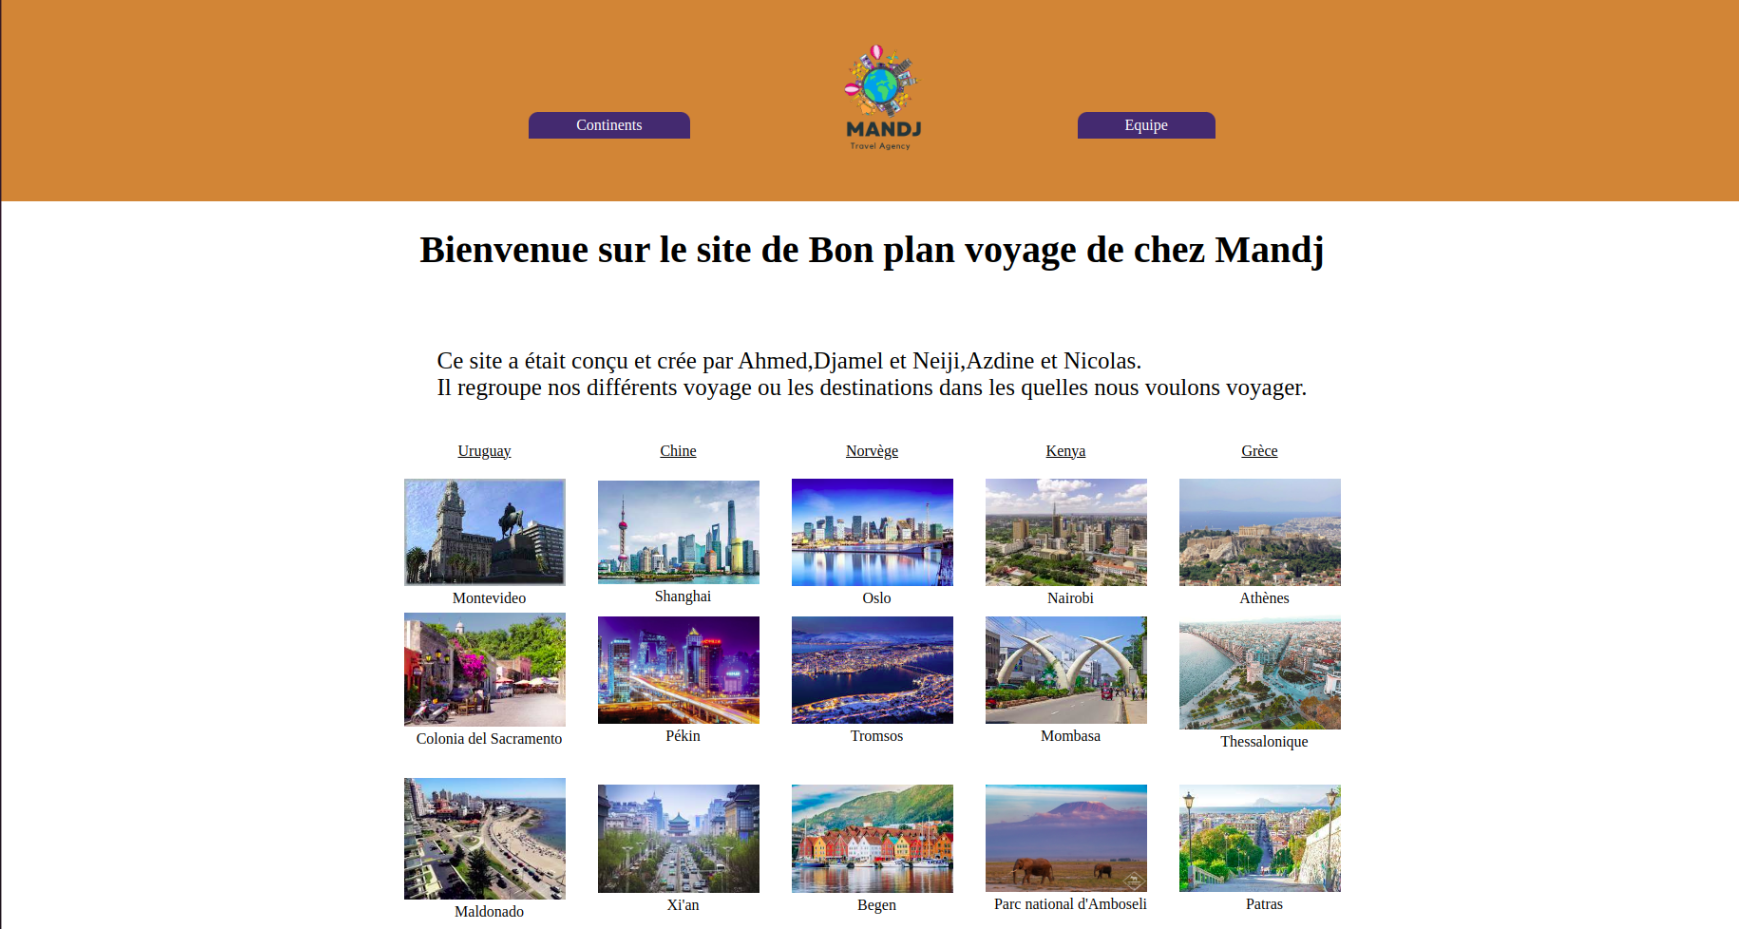 Continents
MANDJ
Travel Agency
Equipe
Bienvenue sur le site de Bon plan voyage de chez Mandj
Ce site a était conçu et crée par Ahmed,Djamel et Neiji,Azdine et Nicolas.
Il regroupe nos différents voyage ou les destinations dans les quelles nous voulons voyager.
Uruguay
Chine
Norvège
Kenya
Grèce
Montevideo
Shanghai
Oslo
Nairobi
Athènes
Colonia del Sacramento
Pékin
Tromsos
Mombasa
Thessalonique
Maldonado
Xi'an
Begen
Parc national d'Amboseli
Patras